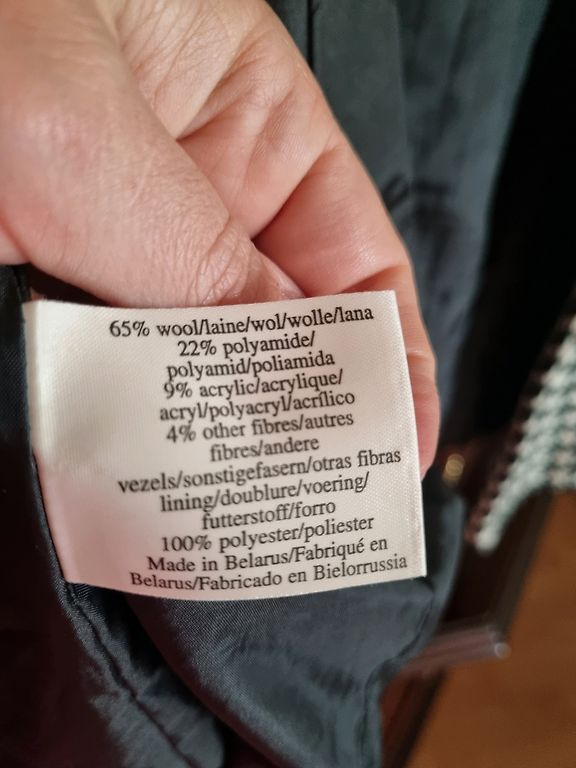 65% wool/laine/wol/wolle/lana
22% polyamide/
polyamid/poliamida
9% acrylic/acrylique/
acryl/polyacryl/acrílico
4% other fibres/autres
fibres/andere
vezels/sonstigefasern/otras fibras
lining/doublure/voering/
futterstoff/forro
100% polyester/poliester
Made in Belarus/Fabriqué en
Belarus/Fabricado en Bielorrussia